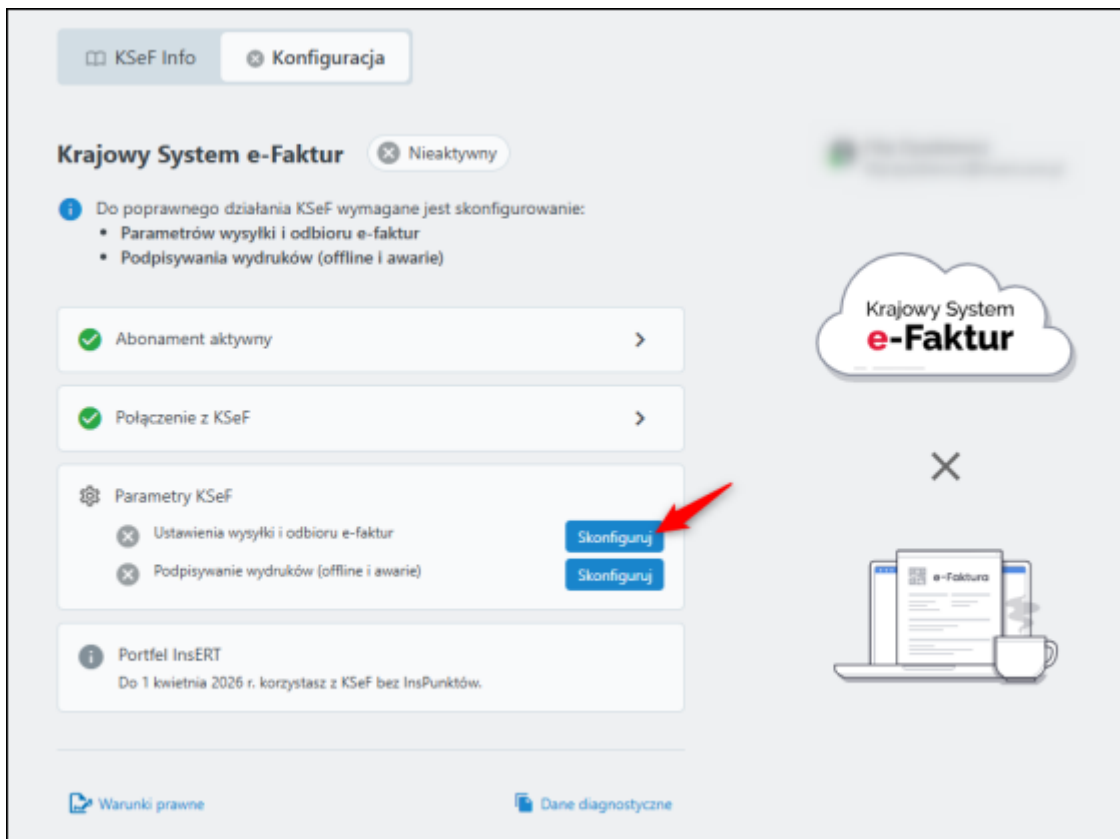 KSeF Info
Konfiguracja
Krajowy System e-Faktur
Nieaktywny
Do poprawnego działania KSeF wymagane jest skonfigurowanie:
• Parametrów wysyłki i odbioru e-faktur
• Podpisywania wydruków (offline i awarie)
Abonament aktywny
Połączenie z KSeF
Parametry KSeF
Ustawienia wysyłki i odbioru e-faktur
Skonfiguruj
Podpisywanie wydruków (offline i awarie)
Skonfiguruj
Portfel InsERT
Do 1 kwietnia 2026 r. korzystasz z KSeF bez InsPunktów.
Warunki prawne
Dane diagnostyczne
Krajowy System
e-Faktur
e-Faktura